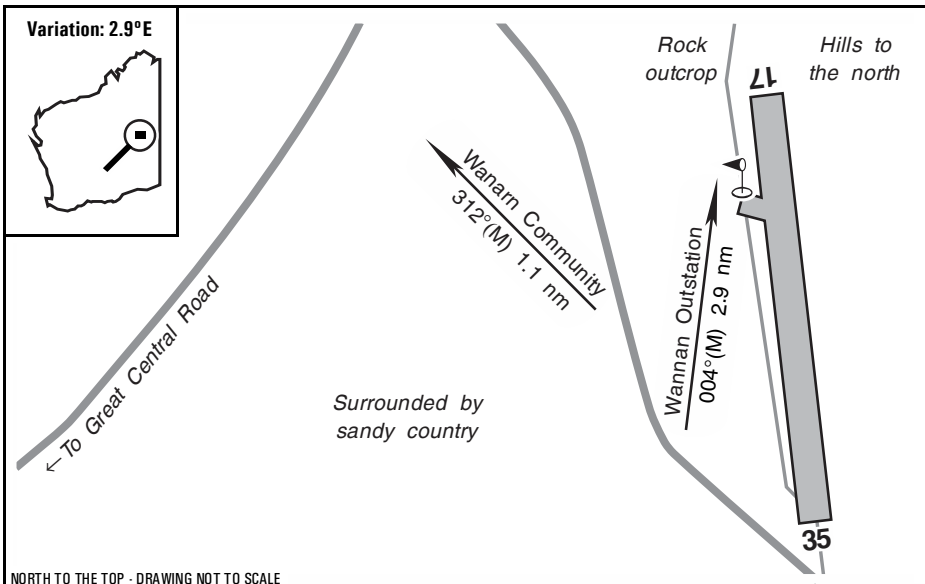 Variation: 2.9°E
Rock
outcrop
Hills to
the north
17
Wanarn Community
312°(M) 1.1 nm
Wannan Outstation
004°(M) 2.9 nm
← To Great Central Road
Surrounded by
sandy country
35
NORTH TO THE TOP - DRAWING NOT TO SCALE